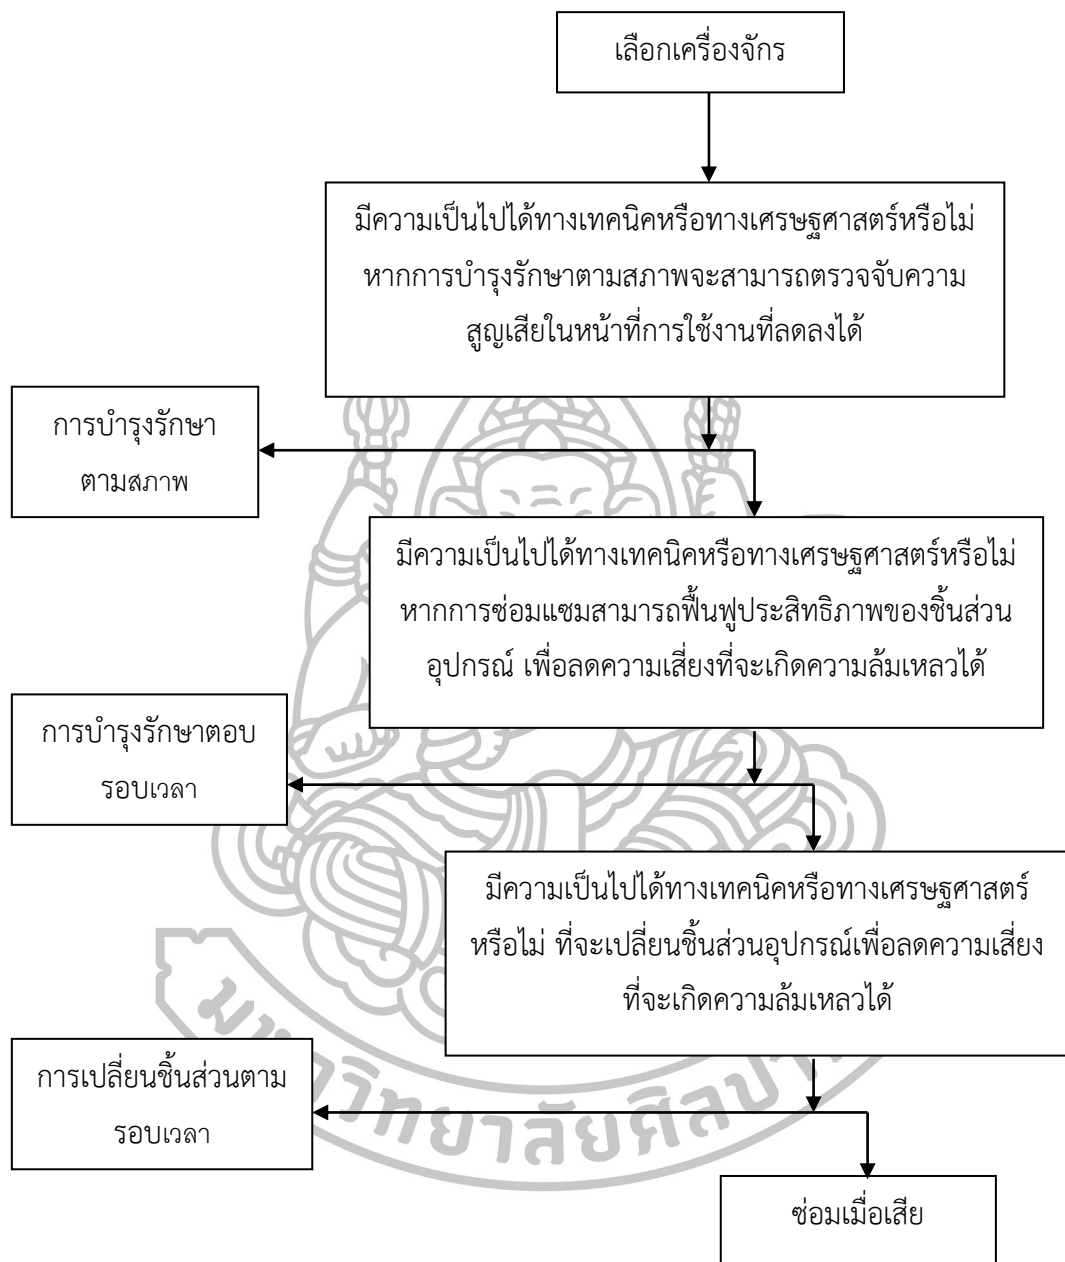 เลือกเครื่องจักร
มีความเป็นไปได้ทางเทคนิคหรือทางเศรษฐศาสตร์หรือไม่
หากการบำรุงรักษาตามสภาพจะสามารถตรวจจับความ
สูญเสียในหน้าที่การใช้งานที่ลดลงได้
การบำรุงรักษา
ตามสภาพ
มีความเป็นไปได้ทางเทคนิคหรือทางเศรษฐศาสตร์หรือไม่
หากการซ่อมแซมสามารถฟื้นฟูประสิทธิภาพของชิ้นส่วน
อุปกรณ์ เพื่อลดความเสี่ยงที่จะเกิดความล้มเหลวได้
การบำรุงรักษาตอบ
รอบเวลา
มีความเป็นไปได้ทางเทคนิคหรือทางเศรษฐศาสตร์
หรือไม่ ที่จะเปลี่ยนชิ้นส่วนอุปกรณ์เพื่อลดความเสี่ยง
ที่จะเกิดความล้มเหลวได้
การเปลี่ยนชิ้นส่วนตาม
รอบเวลา
ซ่อมเมื่อเสีย